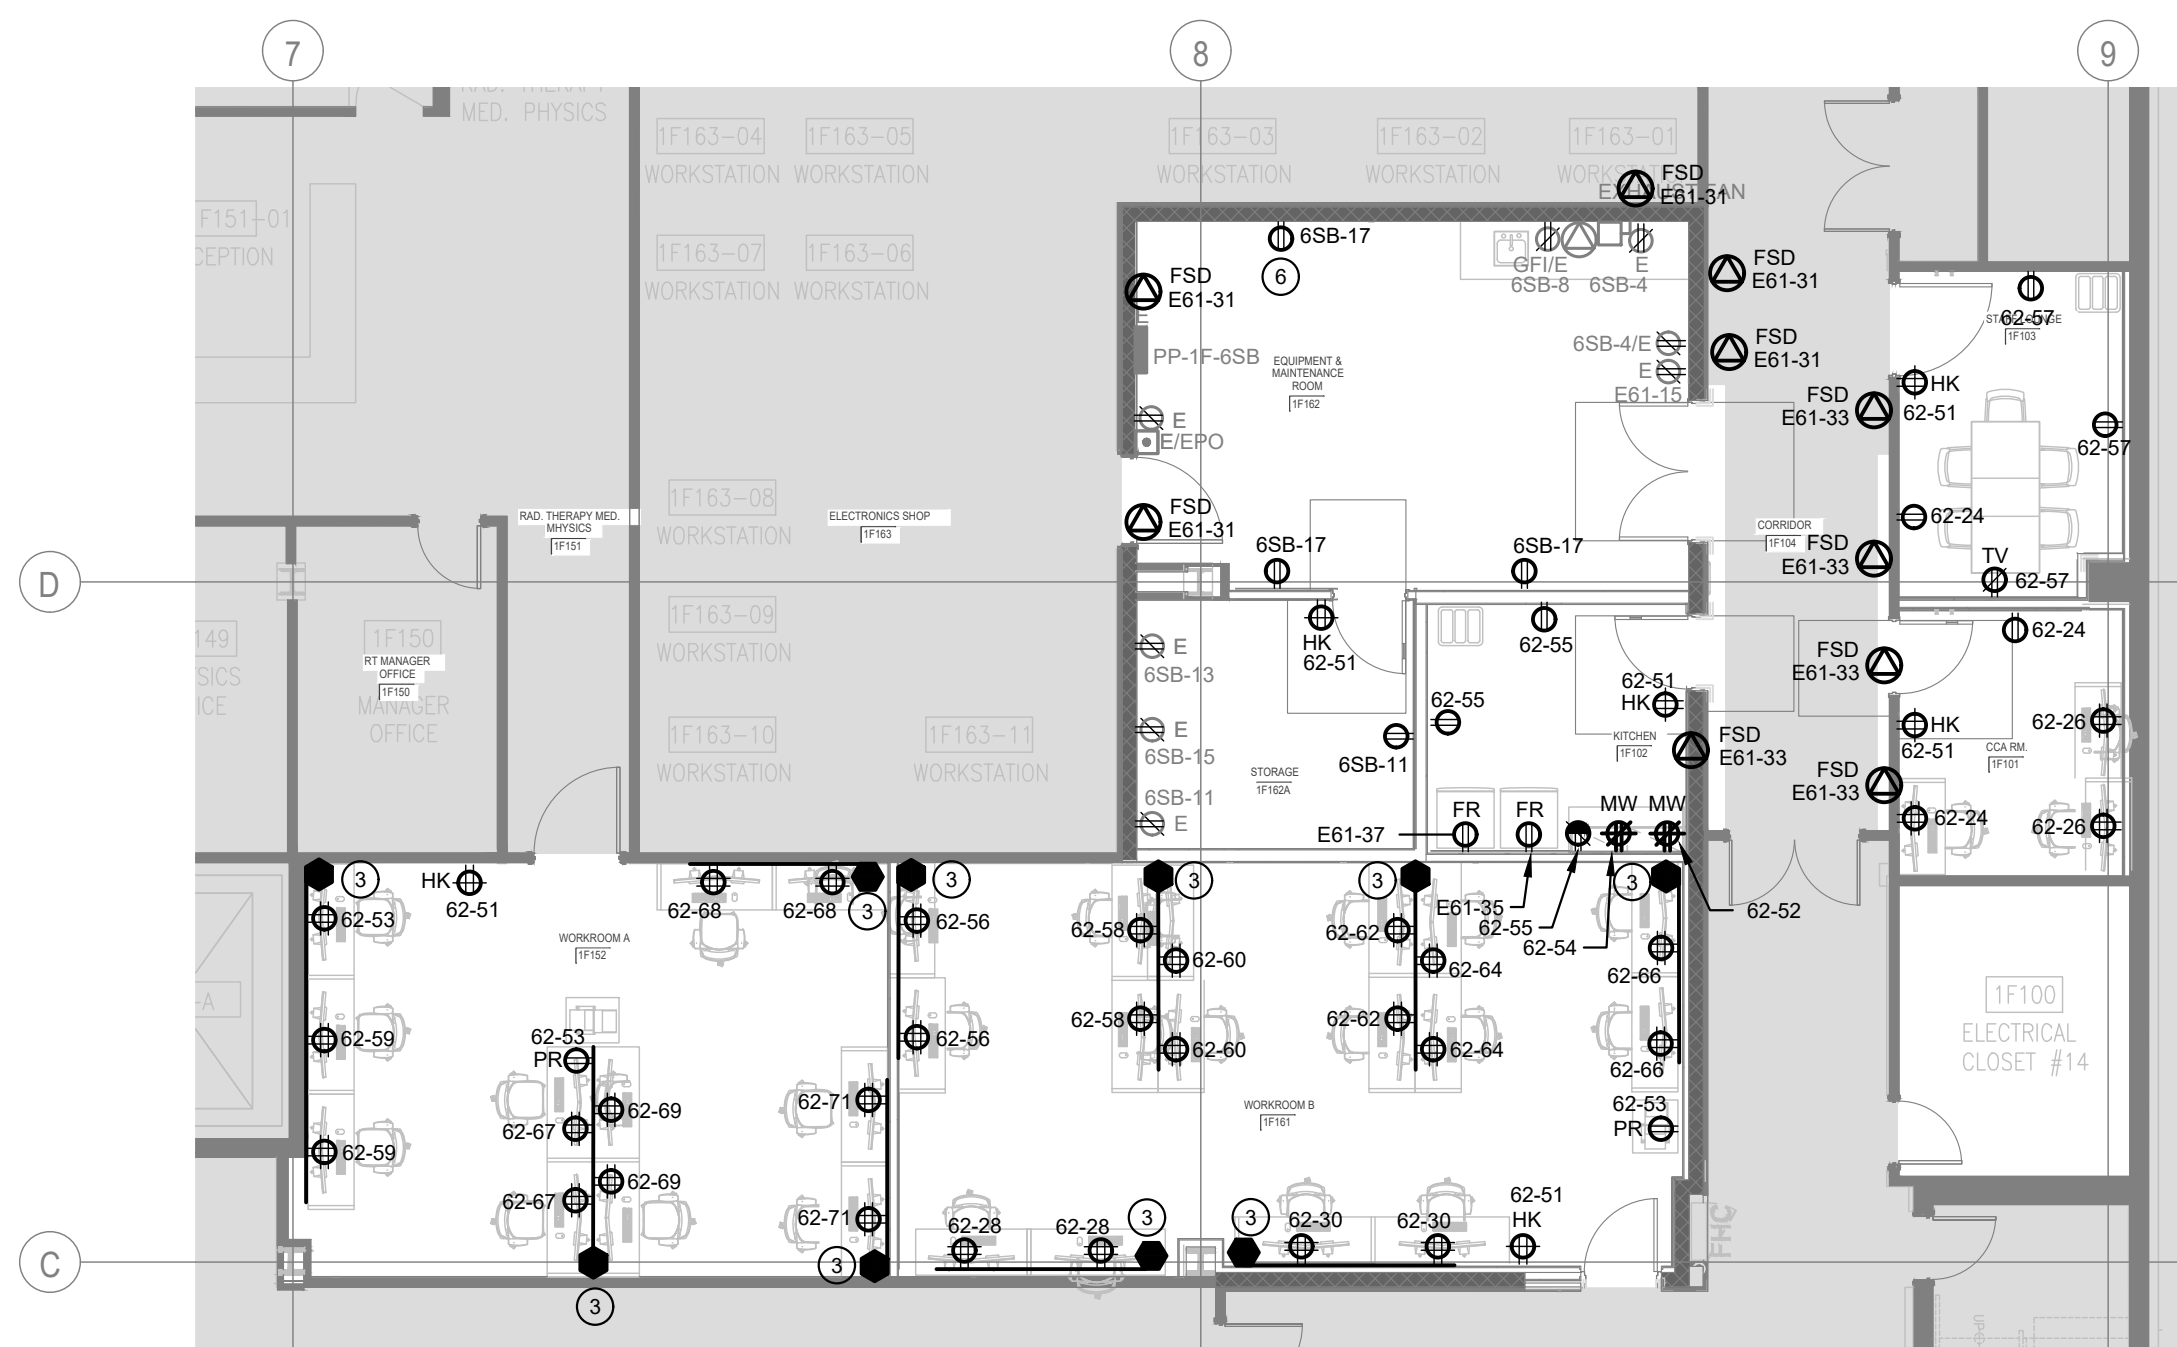 7
8
9
RAD. THERAPY
MED. PHYSICS
1F163-04
WORKSTATION
1F163-05
WORKSTATION
1F163-03
WORKSTATION
1F163-02
WORKSTATION
1F163-01
FSD
E61-31
EXHAUST FAN
F151-01
CEPTION
1F163-07
WORKSTATION
1F163-06
WORKSTATION
6SB-17
6
GFI/E
6SB-8
E
6SB-4
FSD
E61-31
FSD
E61-31
E
PP-1F-6SB
6SB-4/E
E
E61-15
FSD
E61-31
62-57
STAFF LOUNGE
1F103
EQUIPMENT &
MAINTENANCE
ROOM
1F162
HK
62-51
FSD
E61-33
62-57
E
E/EPO
1F163-08
WORKSTATION
RAD. THERAPY MED.
MHYSICS
1F151
ELECTRONICS SHOP
1F163
FSD
E61-31
CORRIDOR
1F104
FSD
E61-33
62-24
TV
62-57
6SB-17
6SB-17
D
1F163-09
WORKSTATION
149
SICS
ICE
1F150
RT MANAGER
OFFICE
1F150
MANAGER
OFFICE
HK
62-51
62-55
62-24
FSD
E61-33
E
6SB-13
62-51
HK
62-55
1F163-10
WORKSTATION
1F163-11
WORKSTATION
E
6SB-15
6SB-11
KITCHEN
1F102
FSD
E61-33
HK
62-51
62-26
CCA RM.
1F101
STORAGE
1F162A
6SB-11
E
FSD
E61-33
62-24
62-26
E61-37
FR
FR
MW
MW
3
HK
62-51
62-68
62-68
3
3
3
3
3
E61-35
62-55
62-54
62-52
62-53
62-56
62-58
62-60
62-62
62-64
62-66
WORKROOM A
1F152
-A
62-59
62-53
PR
62-56
62-58
62-60
62-62
62-64
62-66
1F100
ELECTRICAL
CLOSET #14
62-59
62-67
62-69
62-71
WORKROOM B
1F161
62-53
PR
62-67
62-69
62-71
62-28
62-28
3
3
62-30
62-30
62-51
HK
FHC
C
3
3
UP